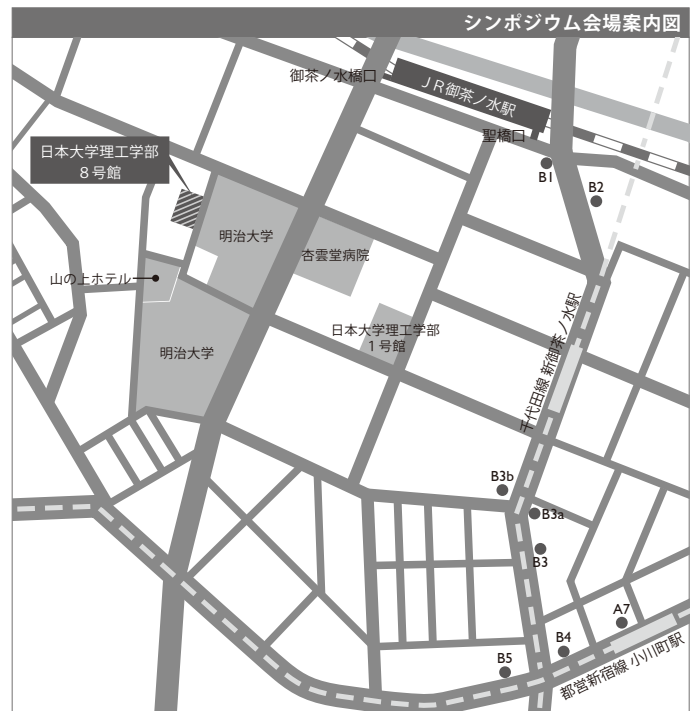 シンポジウム会場案内図
御茶ノ水橋口
ＪＲ御茶ノ水駅
聖橋口
日本大学理工学部
８号館
B1
B2
明治大学
杏雲堂病院
山の上ホテル
日本大学理工学部
１号館
明治大学
千代田線 新御茶ノ水駅
B3b
B3a
B3
A7
B4
B5
都営新宿線 小川町駅